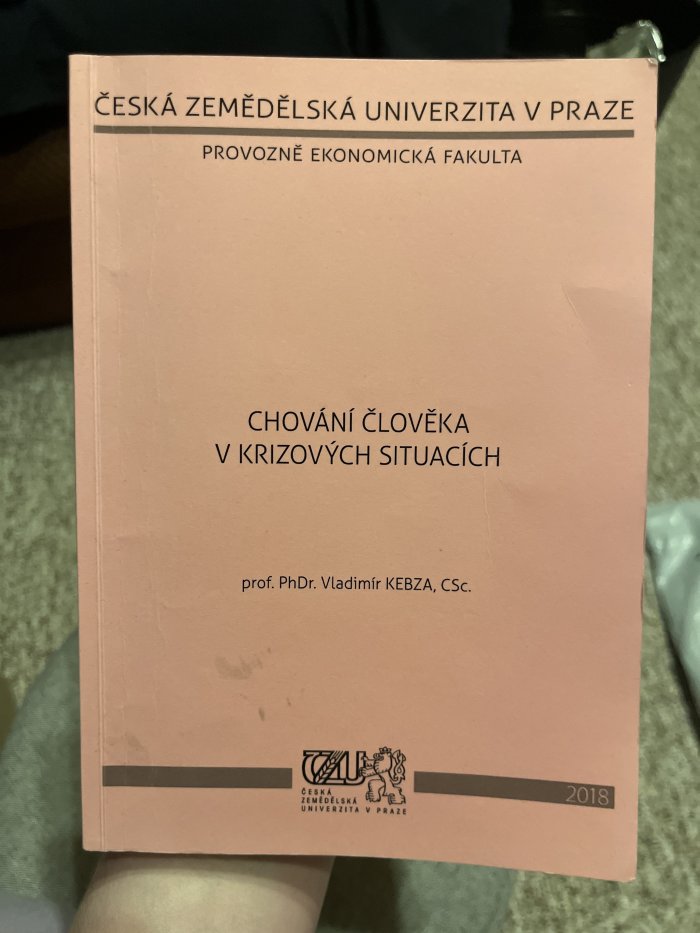 ČESKÁ ZEMĚDĚLSKÁ UNIVERZITA V PRAZE
PROVOZNĚ EKONOMICKÁ FAKULTA
CHOVÁNÍ ČLOVĚKA
V KRIZOVÝCH SITUACÍCH
prof. PhDr. Vladimír KEBZA, CSc.
ČZU
ČESKÁ
ZEMĚDĚLSKÁ
UNIVERZITA V PRAZE
2018